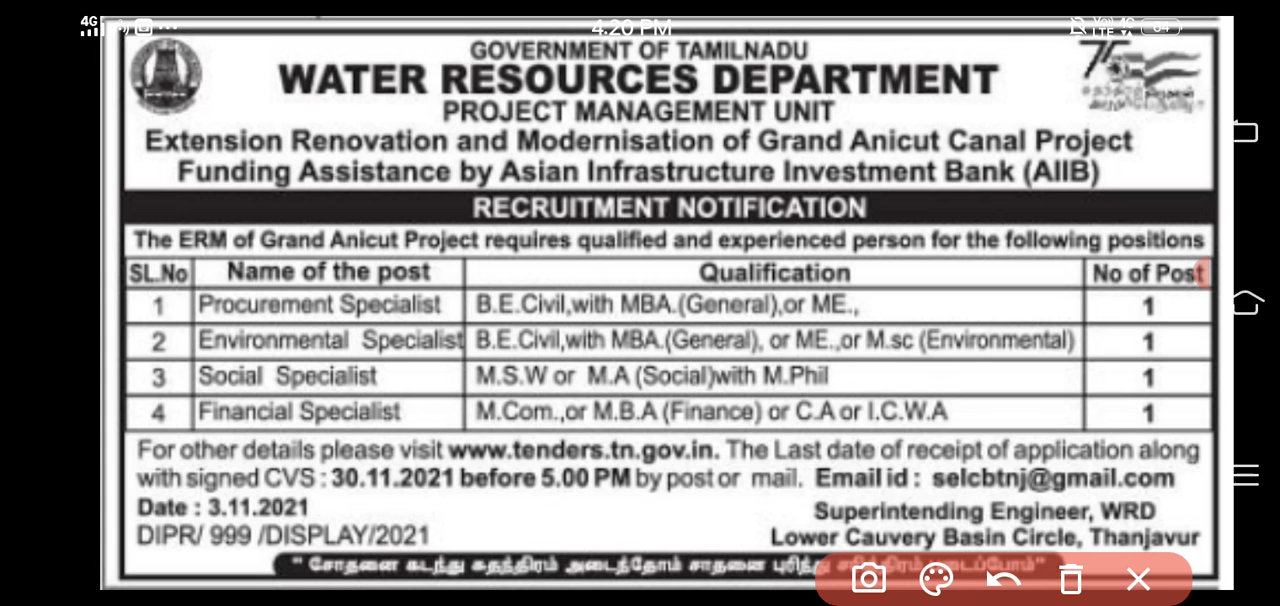 4G
4:20 PM
64
GOVERNMENT OF TAMILNADU
WATER RESOURCES DEPARTMENT
PROJECT MANAGEMENT UNIT
Extension Renovation and Modernisation of Grand Anicut Canal Project
Funding Assistance by Asian Infrastructure Investment Bank (AIIB)
RECRUITMENT NOTIFICATION
The ERM of Grand Anicut Project requires qualified and experienced person for the following positions
SL.No Name of the post Qualification No of Post
1 Procurement Specialist B.E.Civil,with MBA.(General),or ME., 1
2 Environmental Specialist B.E.Civil,with MBA.(General), or ME.,or M.sc (Environmental) 1
3 Social Specialist M.S.W or M.A (Social)with M.Phil 1
4 Financial Specialist M.Com.,or M.B.A (Finance) or C.A or I.C.W.A 1
For other details please visit www.tenders.tn.gov.in. The Last date of receipt of application along
with signed CVS : 30.11.2021 before 5.00 PM by post or mail. Email id : selcbtnj@gmail.com
Date : 3.11.2021
Superintending Engineer, WRD
DIPR/ 999 /DISPLAY/2021
Lower Cauvery Basin Circle, Thanjavur
" சோதனை கடந்து சுதந்திரம் அடைந்தோம் சாதனை புரிந்து